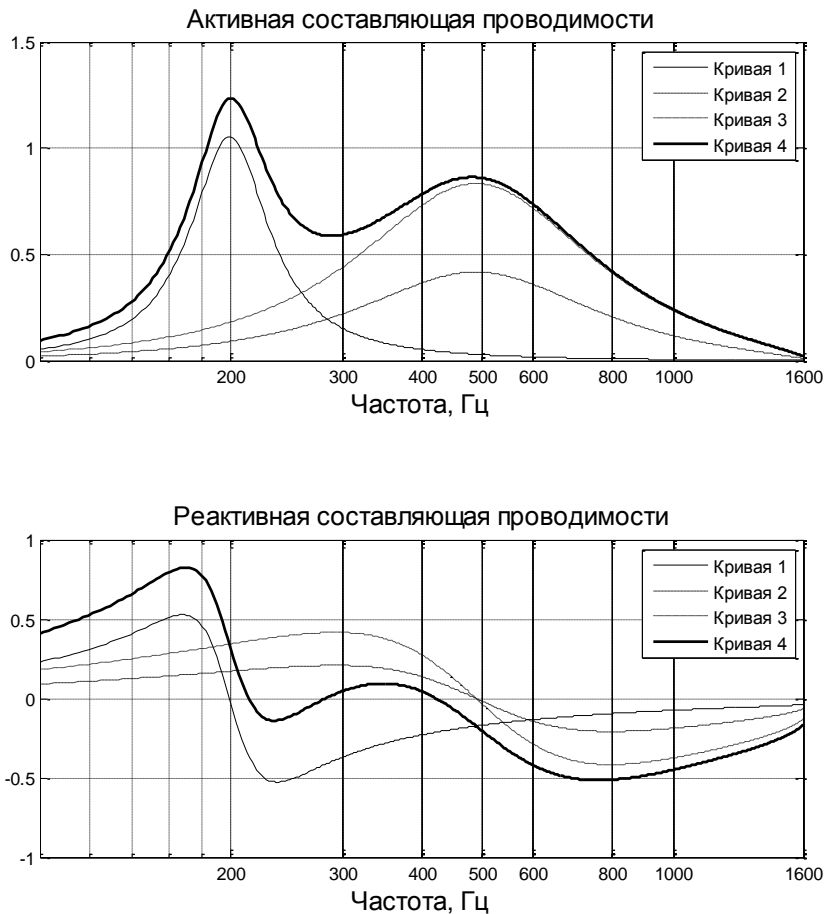 Активная составляющая проводимости
1.5
1
0.5
0
Кривая 1
Кривая 2
Кривая 3
Кривая 4
200 300 400 500 600 800 1000 1600
Частота, Гц
Реактивная составляющая проводимости
1
0.5
0
-0.5
-1
Кривая 1
Кривая 2
Кривая 3
Кривая 4
200 300 400 500 600 800 1000 1600
Частота, Гц